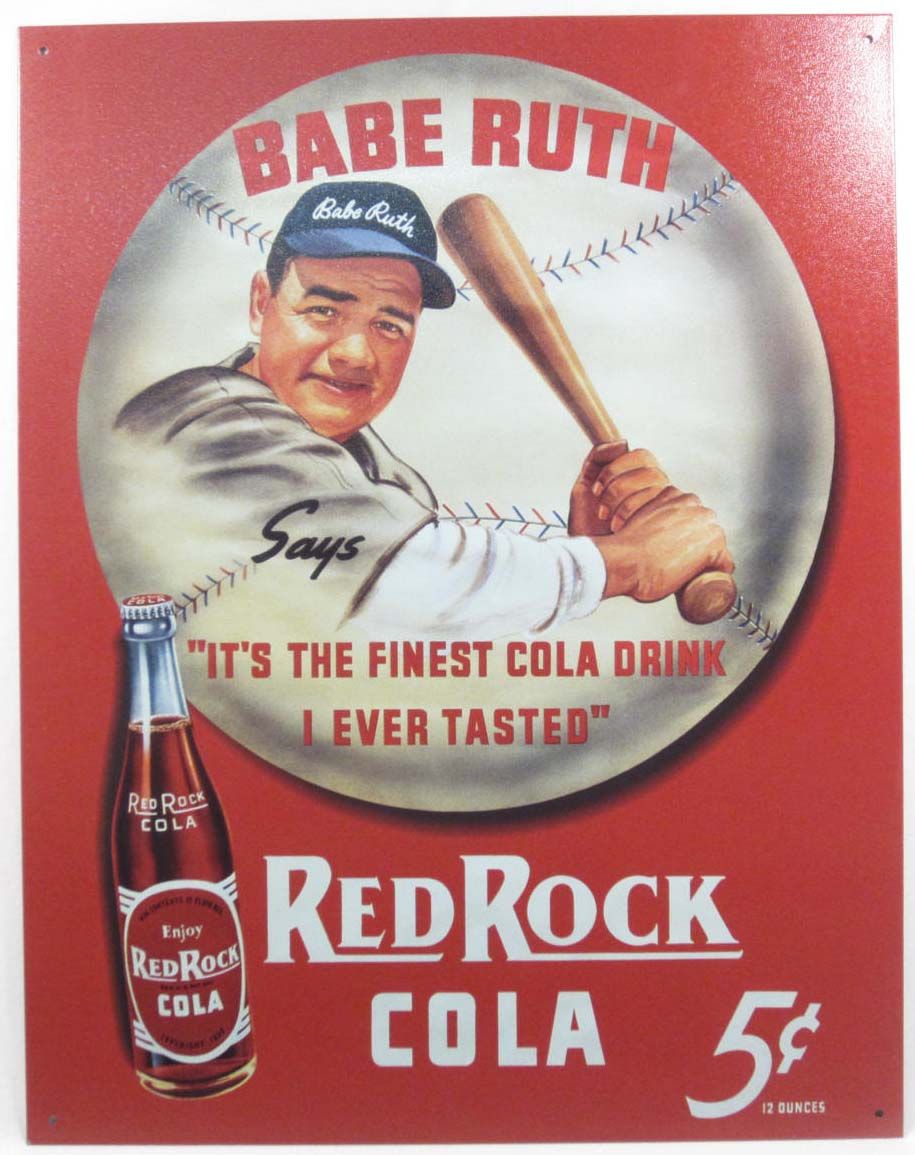 BABE RUTH
Babe Ruth
Says
"IT'S THE FINEST COLA DRINK
I EVER TASTED"
RED ROCK
COLA
Enjoy
RED ROCK
COLA
RED ROCK
COLA
5¢
12 OUNCES